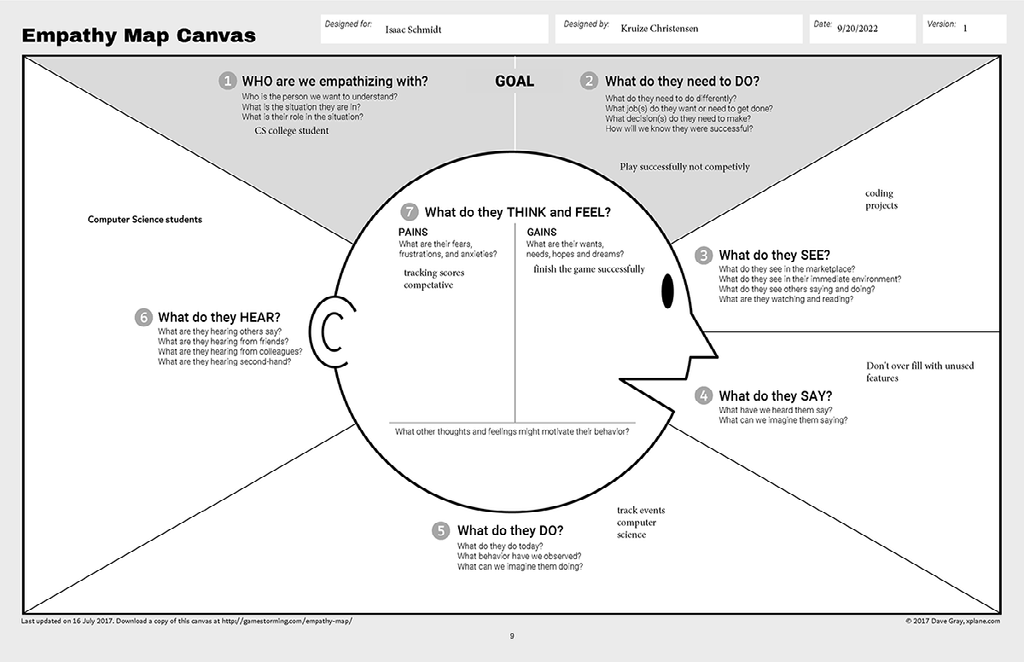 Empathy Map Canvas
Designed for:
Isaac Schmidt
Designed by:
Kruize Christensen
Date:
9/20/2022
Version:
1
1 WHO are we empathizing with?
Who is the person we want to understand?
What is the situation they are in?
What is their role in the situation?
CS college student
GOAL
2 What do they need to DO?
What do they need to do differently?
What job(s) do they want or need to get done?
What decision(s) do they need to make?
How will we know they were successful?
Play successfully not competivly
coding
projects
3 What do they SEE?
What do they see in the marketplace?
What do they see in their immediate environment?
What do they see others saying and doing?
What are they watching and reading?
Don't over fill with unused
features
4 What do they SAY?
What have we heard them say?
What can we imagine them saying?
track events
computer
science
5 What do they DO?
What do they do today?
What behavior have we observed?
What can we imagine them doing?
Computer Science students
6 What do they HEAR?
What are they hearing others say?
What are they hearing from friends?
What are they hearing from colleagues?
What are they hearing second-hand?
7 What do they THINK and FEEL?
PAINS
What are their fears,
frustrations, and anxieties?
tracking scores
competative
GAINS
What are their wants,
needs, hopes and dreams?
finish the game successfully
What other thoughts and feelings might motivate their behavior?
Last updated on 16 July 2017. Download a copy of this canvas at http://gamestorming.com/empathy-map/
© 2017 Dave Gray, xplane.com
9